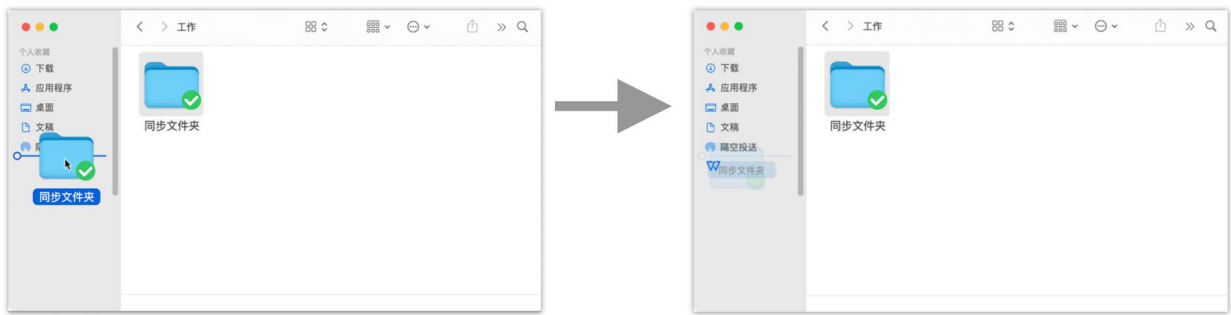 工作
个人收藏
下载
应用程序
桌面
文稿
同步文件夹
同步文件夹
工作
个人收藏
下载
应用程序
桌面
文稿
隔空投送
同步文件夹
同步文件夹